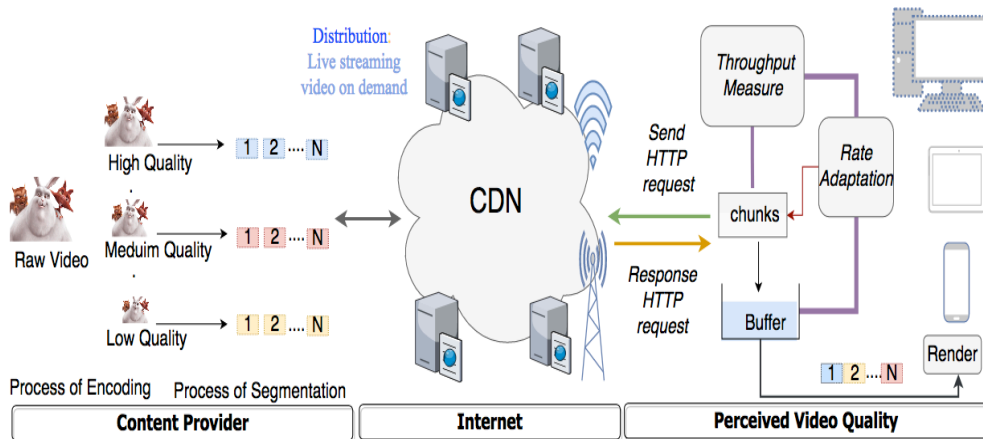 Distribution:
Live streaming
video on demand
High Quality
1 2 .... N
Raw Video
Meduim Quality
1 2 .... N
Low Quality
1 2 .... N
Process of Encoding
Process of Segmentation
Content Provider
CDN
Internet
Send
HTTP
request
Response
HTTP
request
Throughput
Measure
Rate
Adaptation
chunks
Buffer
1 2 .... N
Render
Perceived Video Quality